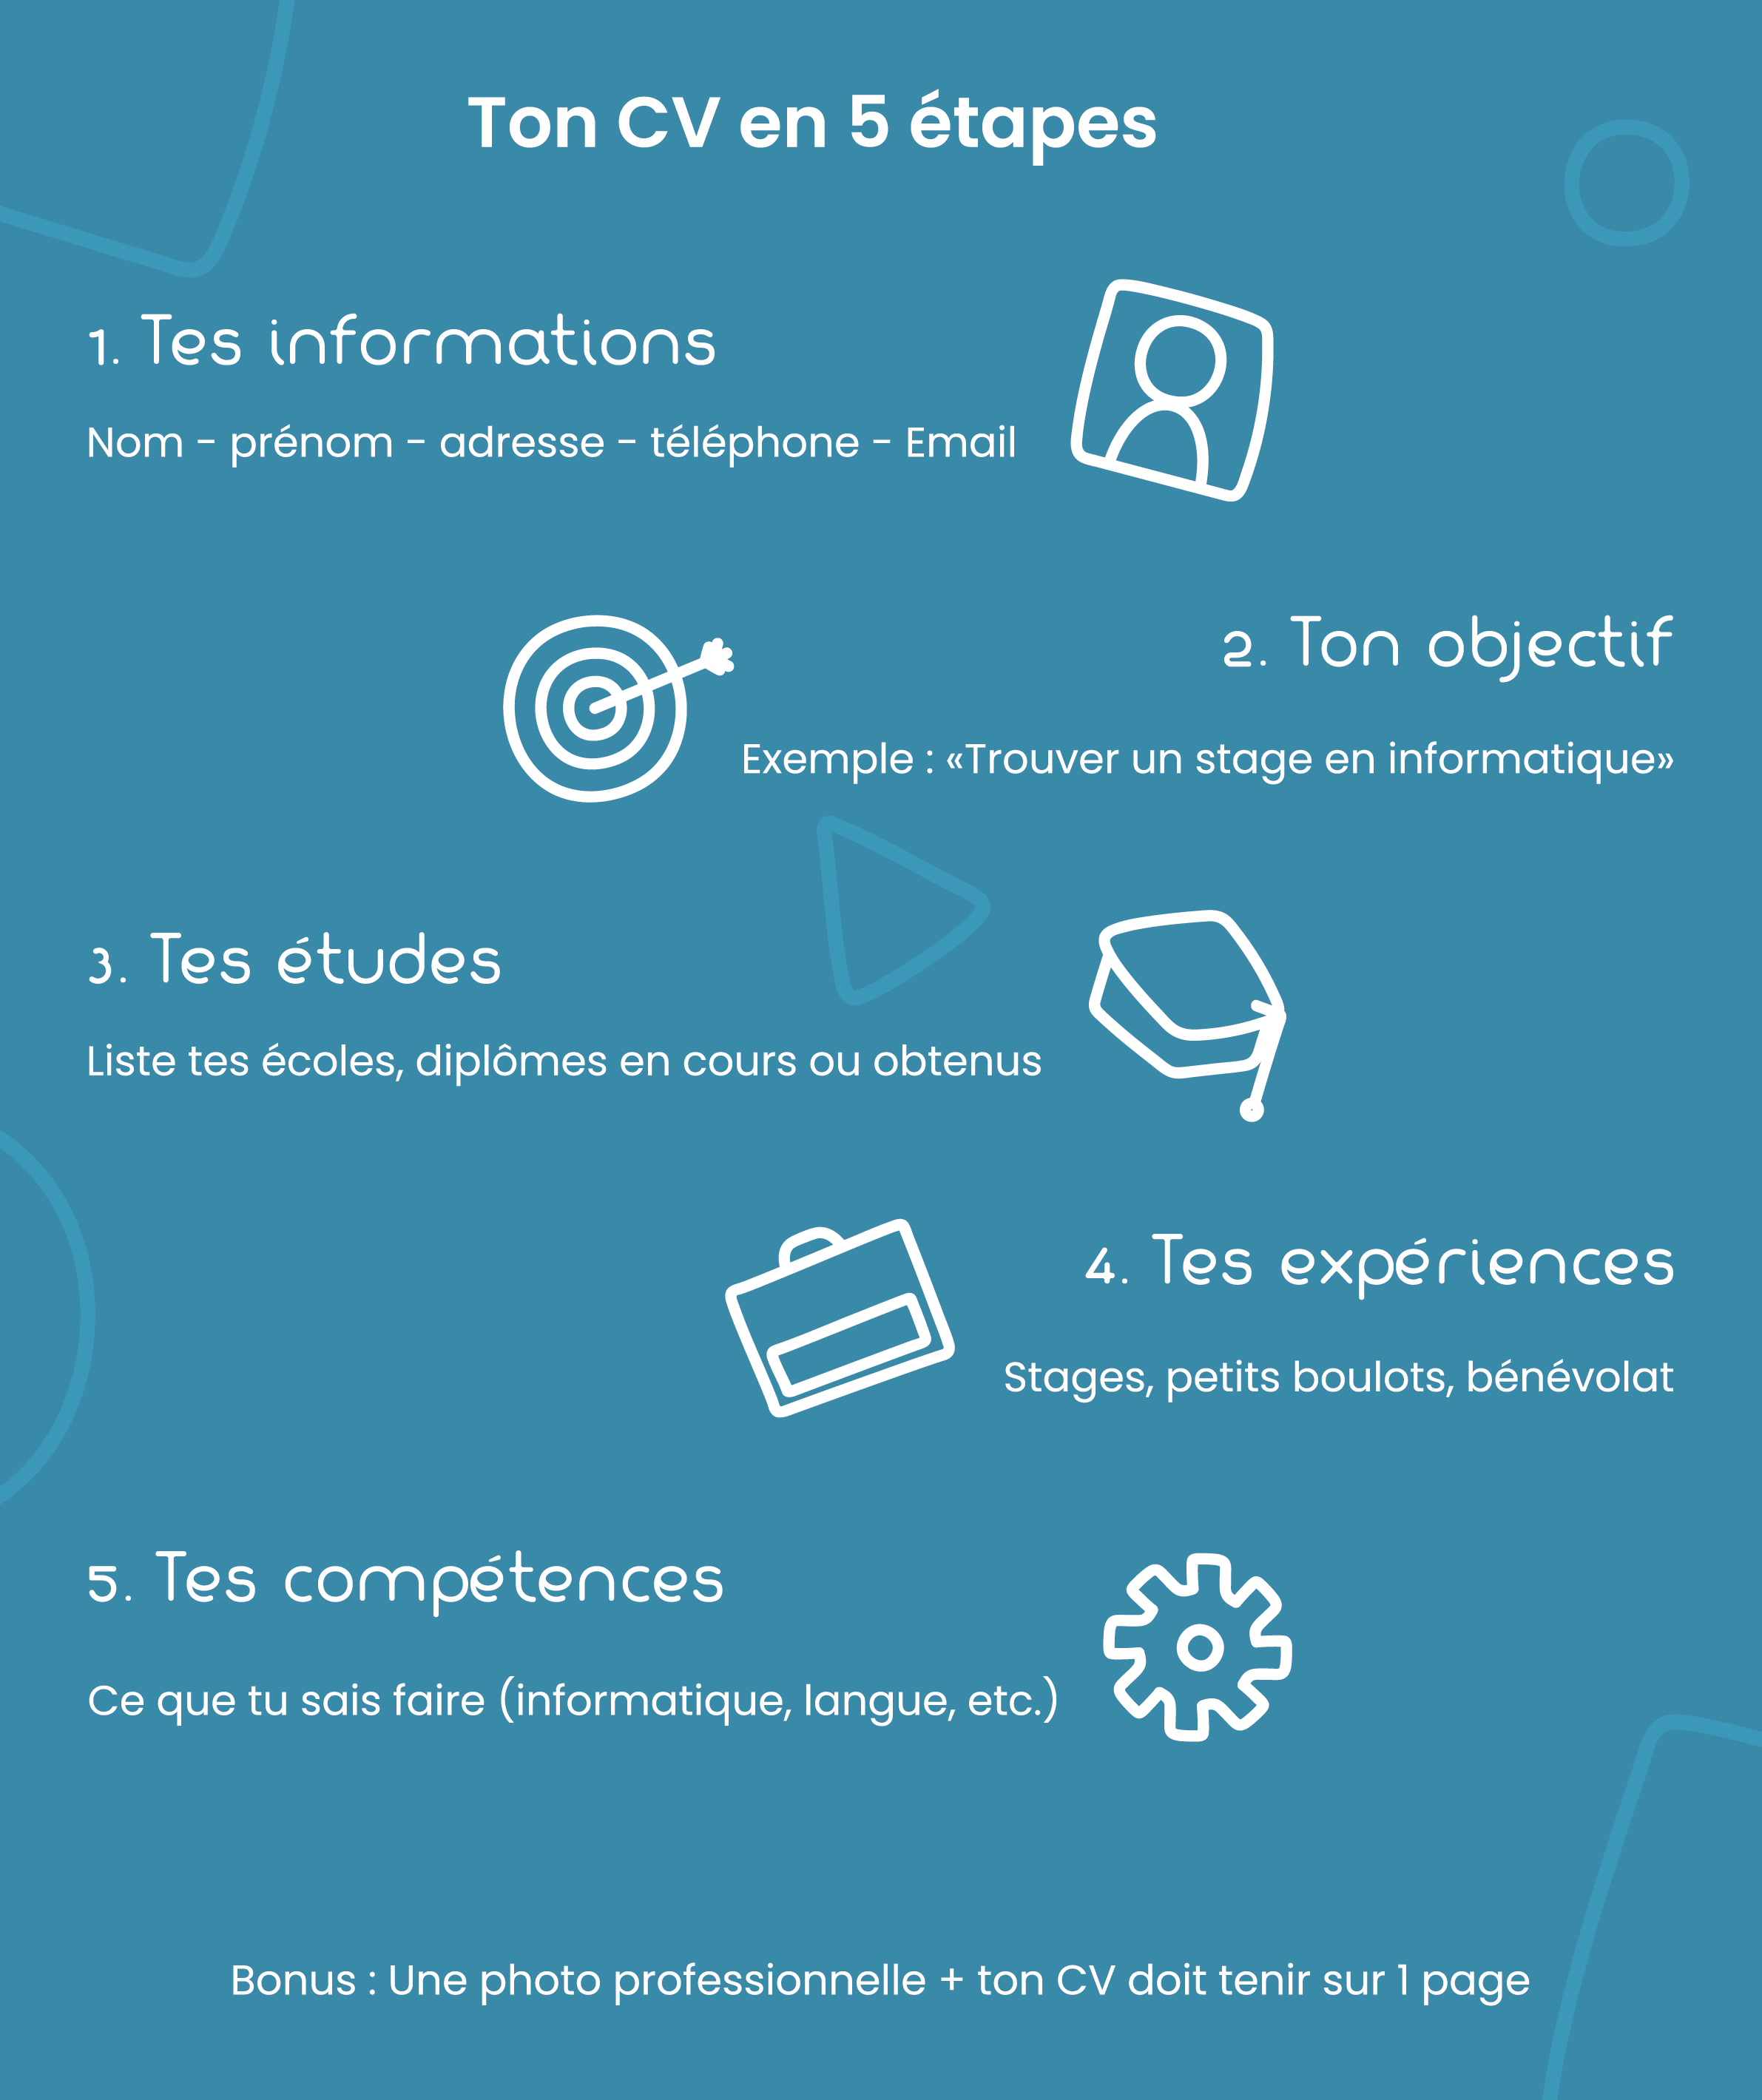 Ton CV en 5 étapes
1. Tes informations
Nom - prénom - adresse - téléphone - Email
2. Ton objectif
Exemple : «Trouver un stage en informatique»
3. Tes études
Liste tes écoles, diplômes en cours ou obtenus
4. Tes expériences
Stages, petits boulots, bénévolat
5. Tes compétences
Ce que tu sais faire (informatique, langue, etc.)
Bonus : Une photo professionnelle + ton CV doit tenir sur 1 page